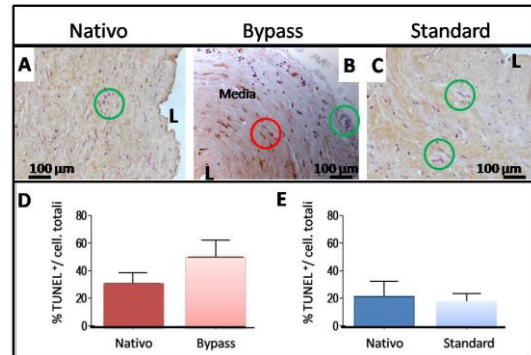 Nativo Bypass Standard
A B C
L Media L L
100 µm 100 µm 100 µm
D E
% TUNEL +/ cell. totali % TUNEL +/ cell. totali
80 80
60 60
40 40
20 20
0 0
Nativo Bypass Nativo Standard